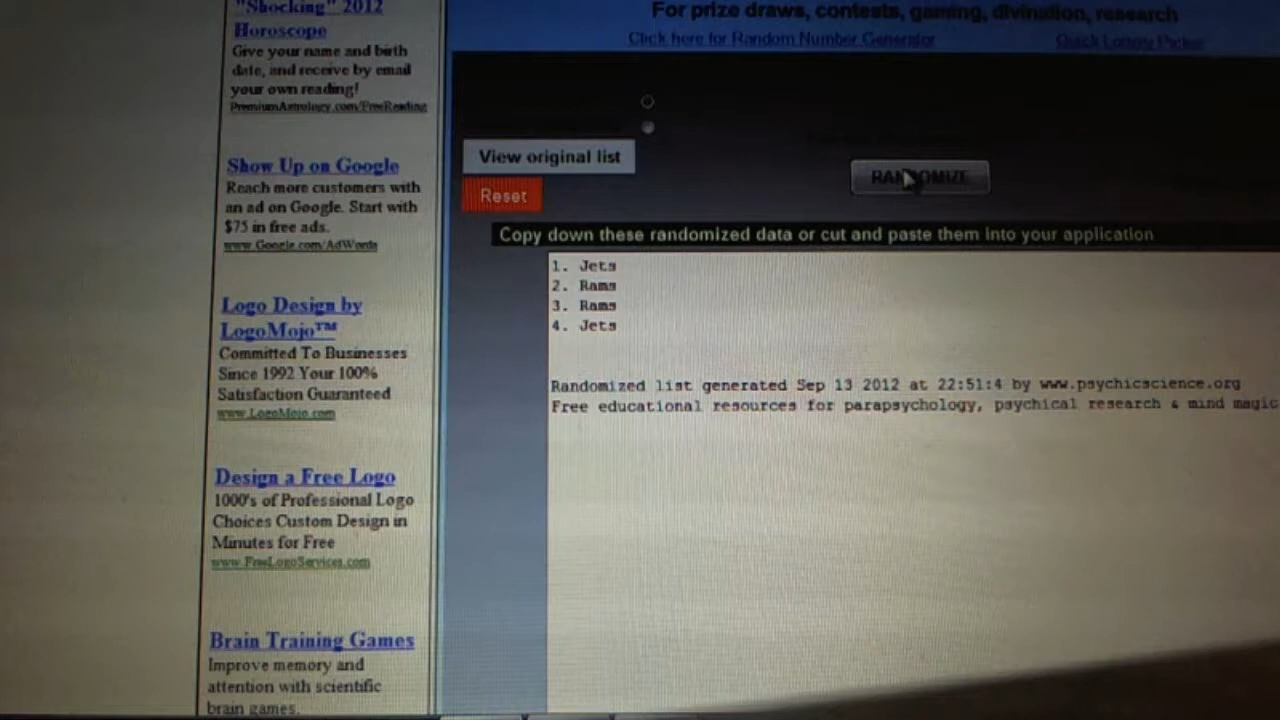 "Shocking" 2012
Horoscope
Give your name and birth
date, and receive by email
your own reading!
PremiumAstrology.com/FreeReading
Show Up on Google
Reach more customers with
an ad on Google. Start with
$75 in free ads.
www.Google.com/AdWords
Logo Design by
LogoMojo™
Committed To Businesses
Since 1992 Your 100%
Satisfaction Guaranteed
www.LogoMojo.com
Design a Free Logo
1000's of Professional Logo
Choices Custom Design in
Minutes for Free
www.FreeLogoServices.com
Brain Training Games
Improve memory and
attention with scientific
brain games.
For prize draws, contests, gaming, divination, research
Click here for Random Number Generator
Quick Lottery Picker
View original list
RANDOMIZE
Reset
Copy down these randomized data or cut and paste them into your application
1. Jets
2. Rams
3. Rams
4. Jets
Randomized list generated Sep 13 2012 at 22:51:4 by www.psychicscience.org
Free educational resources for parapsychology, psychical research & mind magic